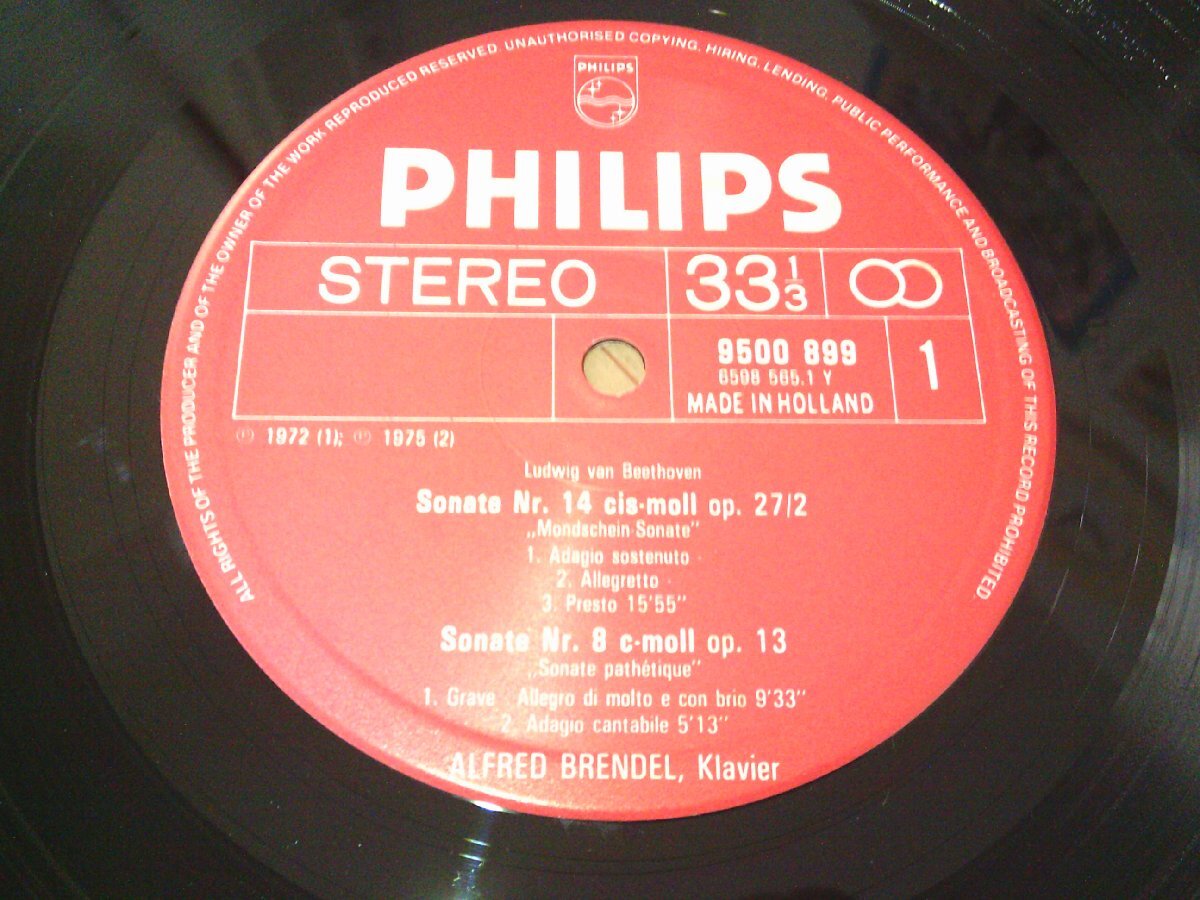 ALL RIGHTS OF THE PRODUCER AND OF THE OWNER OF THE WORK REPRODUCED RESERVED. UNAUTHORISED COPYING, HIRING, LENDING, PUBLIC PERFORMANCE AND BROADCASTING OF THIS RECORD PROHIBITED.
PHILIPS
PHILIPS
STEREO 33 1/3
9500 899 1
6598 565.1 Y
MADE IN HOLLAND
Ⓟ 1972 (1); Ⓟ 1975 (2)
Ludwig van Beethoven
Sonate Nr. 14 cis-moll op. 27/2
„Mondschein-Sonate"
1. Adagio sostenuto ·
2. Allegretto ·
3. Presto 15'55"
Sonate Nr. 8 c-moll op. 13
„Sonate pathétique"
1. Grave Allegro di molto e con brio 9'33"
2. Adagio cantabile 5'13"
ALFRED BRENDEL, Klavier